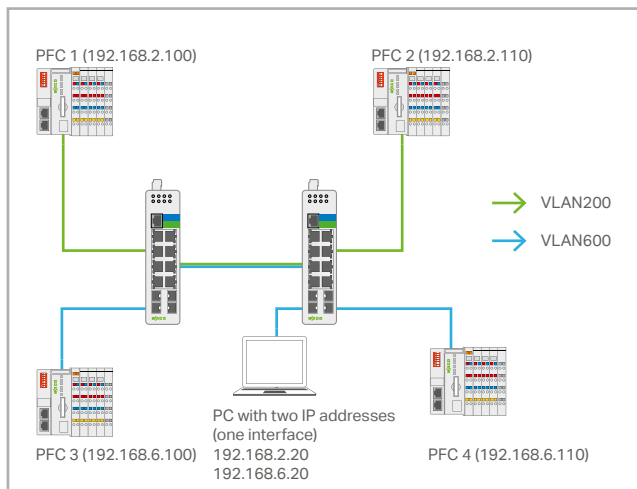 PFC 1 (192.168.2.100)
PFC 2 (192.168.2.110)
VLAN200
VLAN600
PC with two IP addresses
(one interface)
192.168.2.20
192.168.6.20
PFC 3 (192.168.6.100)
PFC 4 (192.168.6.110)